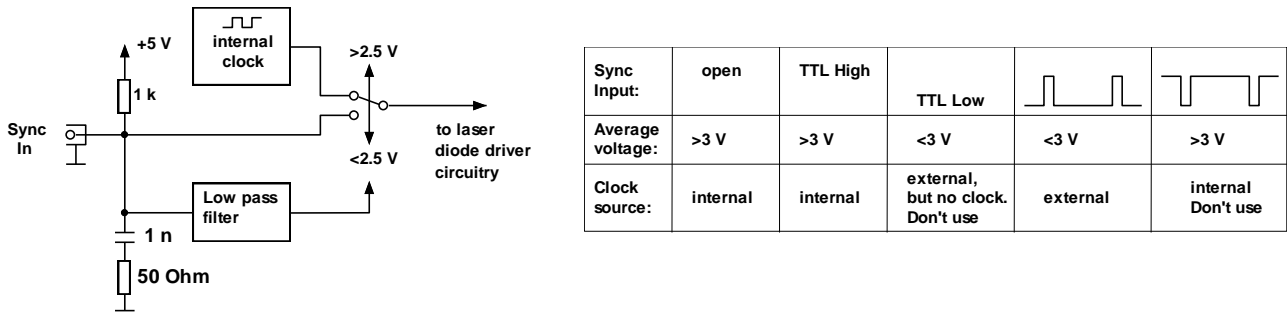 +5 V
internal
clock
>2.5 V
1 k
Sync
In
to laser
diode driver
circuitry
<2.5 V
Low pass
filter
1 n
50 Ohm
Sync
Input:
open
TTL High
TTL Low
Average
voltage:
>3 V
>3 V
<3 V
<3 V
>3 V
Clock
source:
internal
internal
external,
but no clock.
Don't use
external
internal
Don't use